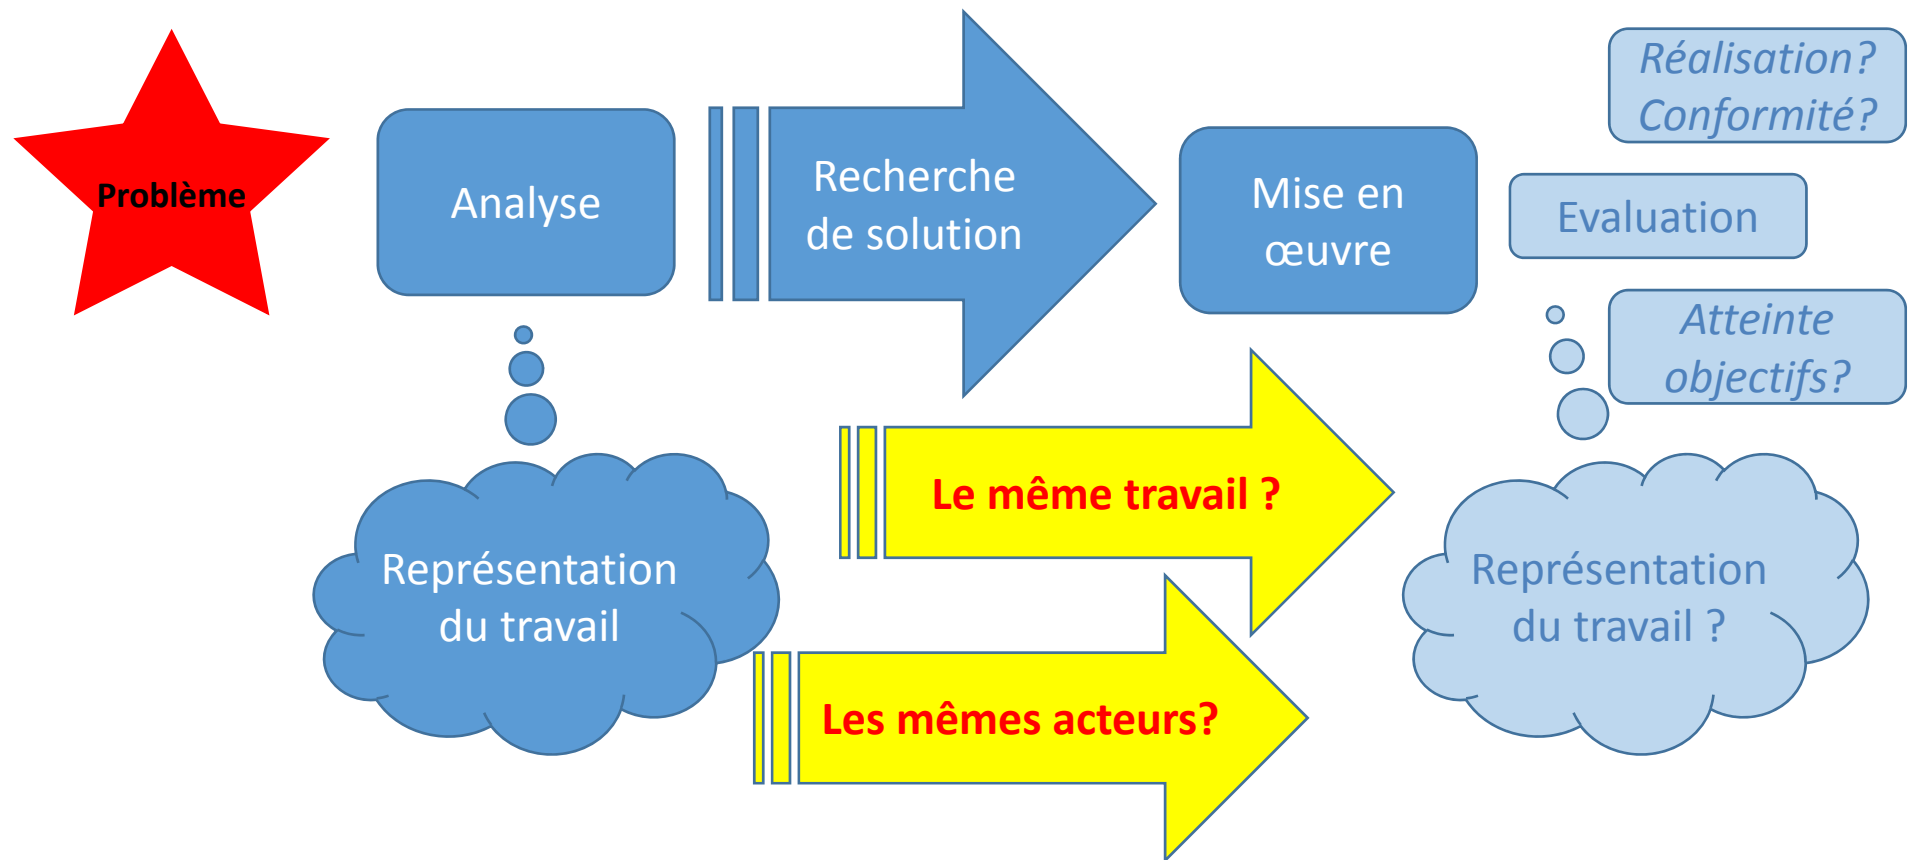 Problème
Analyse
Recherche
de solution
Mise en
œuvre
Réalisation?
Conformité?
Evaluation
Atteinte
objectifs?
Le même travail ?
Les mêmes acteurs?
Représentation
du travail
Représentation
du travail ?